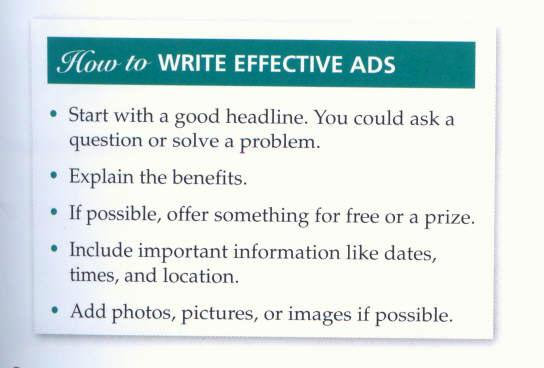 How to WRITE EFFECTIVE ADS
• Start with a good headline. You could ask a
question or solve a problem.
• Explain the benefits.
• If possible, offer something for free or a prize.
• Include important information like dates,
times, and location.
• Add photos, pictures, or images if possible.